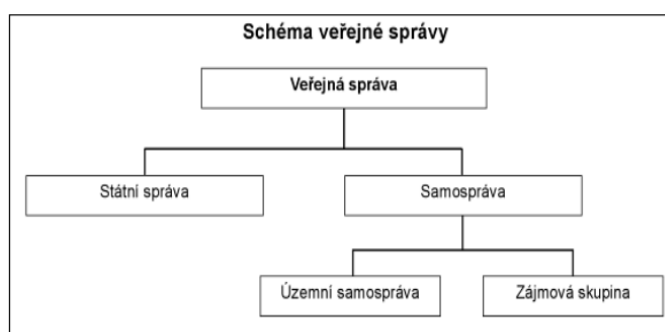 Schéma veřejné správy
Veřejná správa
Státní správa
Samospráva
Územní samospráva
Zájmová skupina